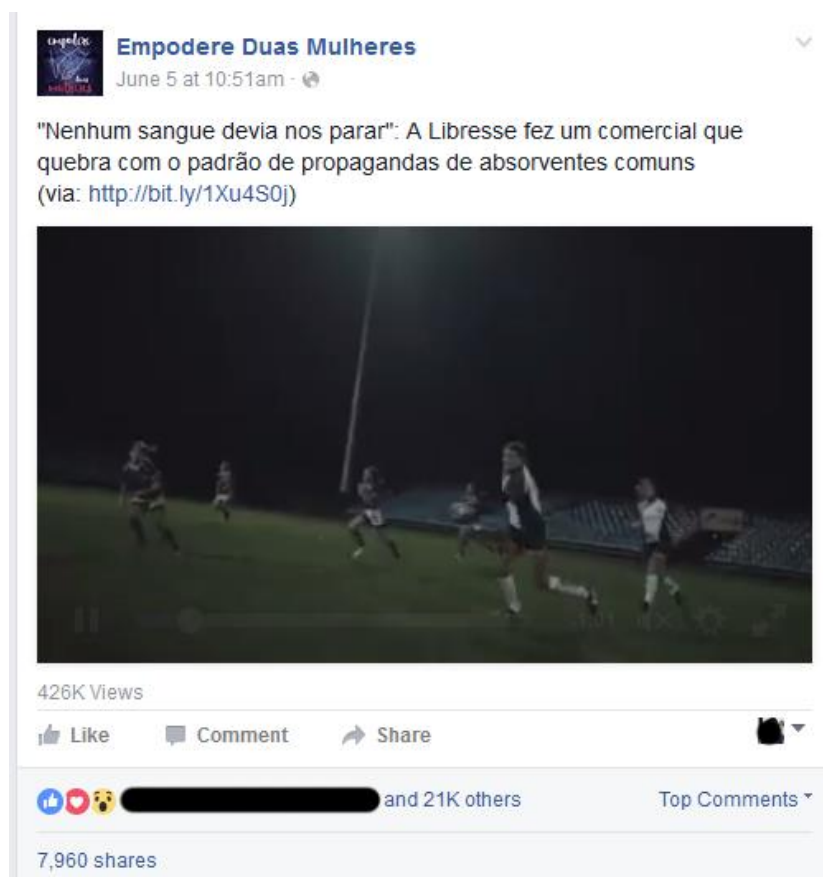 Empodere Duas Mulheres
June 5 at 10:51am ·
"Nenhum sangue devia nos parar": A Libresse fez um comercial que
quebra com o padrão de propagandas de absorventes comuns
(via: http://bit.ly/1Xu4S0j)
426K Views
Like Comment Share
and 21K others Top Comments
7,960 shares